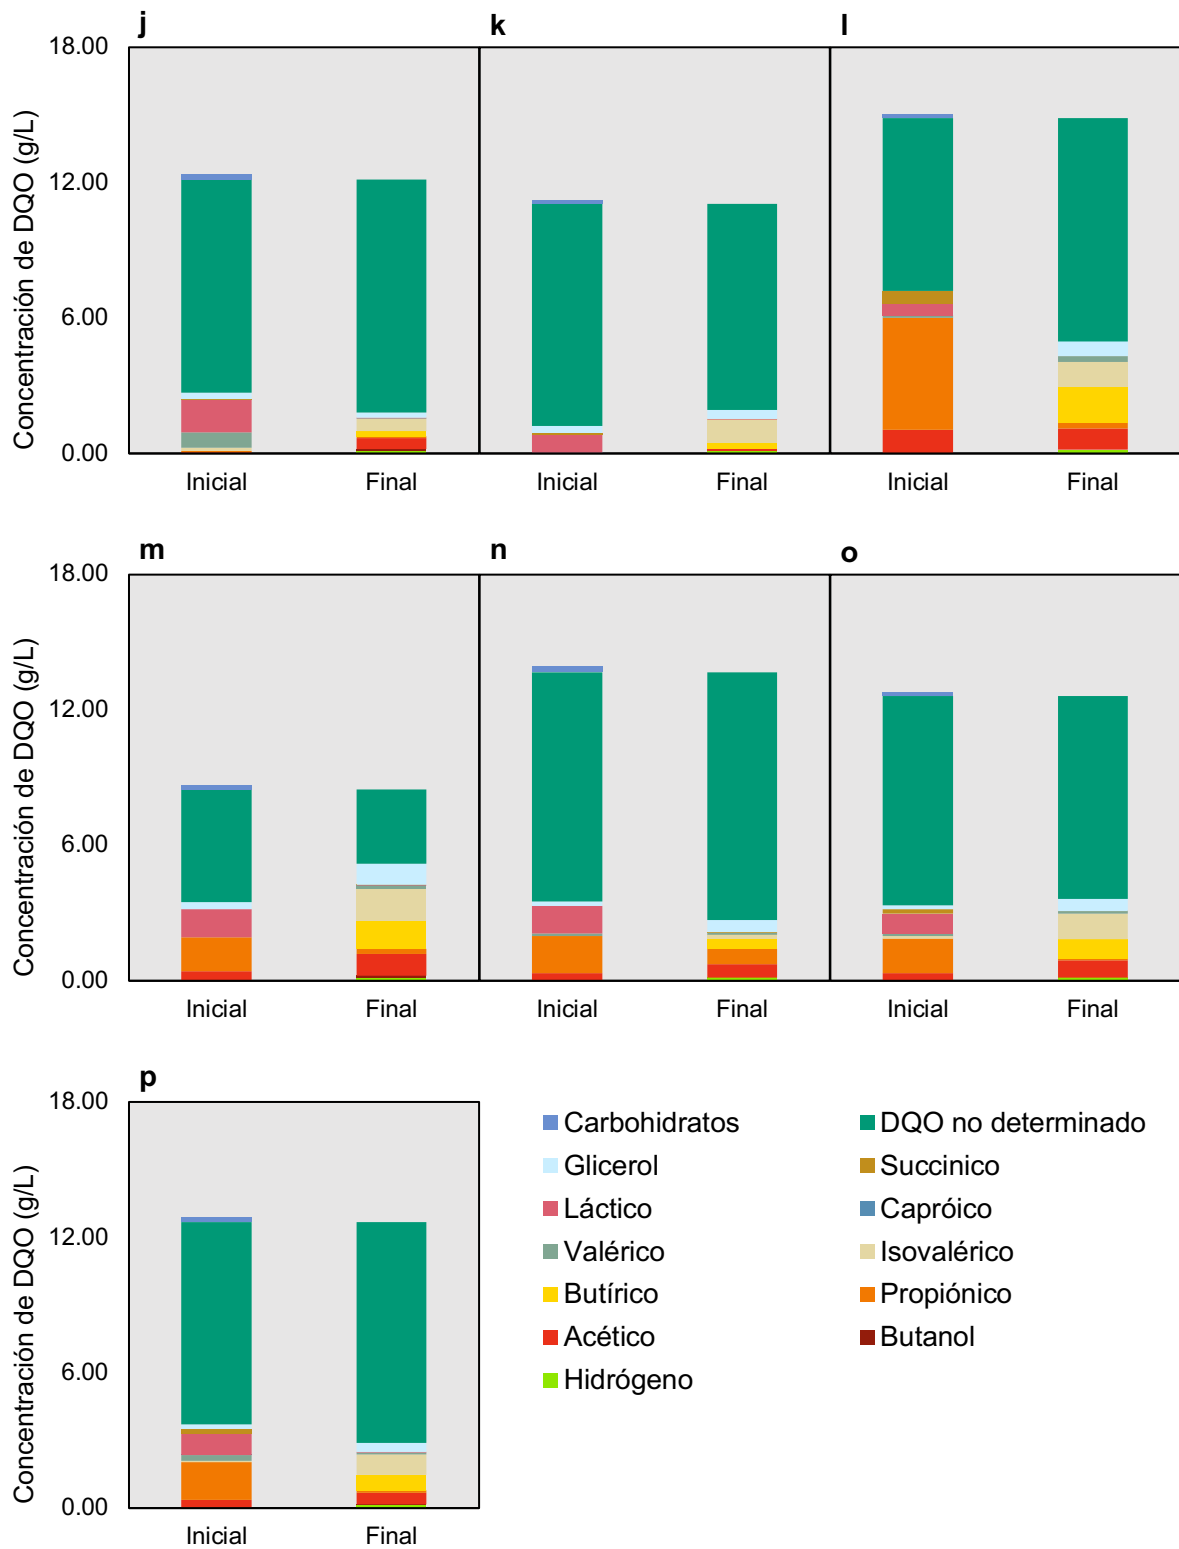 j k l
Concentración de DQO (g/L)
18.00
12.00
6.00
0.00
Inicial Final Inicial Final Inicial Final
m n o
Concentración de DQO (g/L)
18.00
12.00
6.00
0.00
Inicial Final Inicial Final Inicial Final
p
Concentración de DQO (g/L)
18.00
12.00
6.00
0.00
Inicial Final
Carbohidratos DQO no determinado
Glicerol Succinico
Láctico Capróico
Valérico Isovalérico
Butírico Propiónico
Acético Butanol
Hidrógeno